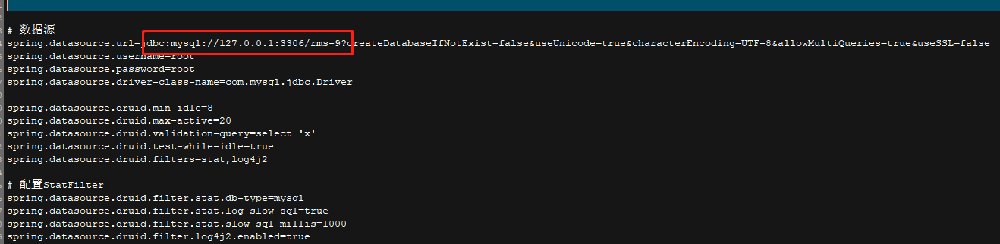 # 数据源
spring.datasource.url=jdbc:mysql://127.0.0.1:3306/rms-9?createDatabaseIfNotExist=false&useUnicode=true&characterEncoding=UTF-8&allowMultiQueries=true&useSSL=false
spring.datasource.username=root
spring.datasource.password=root
spring.datasource.driver-class-name=com.mysql.jdbc.Driver
spring.datasource.druid.min-idle=8
spring.datasource.druid.max-active=20
spring.datasource.druid.validation-query=select 'x'
spring.datasource.druid.test-while-idle=true
spring.datasource.druid.filters=stat,log4j2
# 配置StatFilter
spring.datasource.druid.filter.stat.db-type=mysql
spring.datasource.druid.filter.stat.log-slow-sql=true
spring.datasource.druid.filter.stat.slow-sql-millis=1000
spring.datasource.druid.filter.log4j2.enabled=true